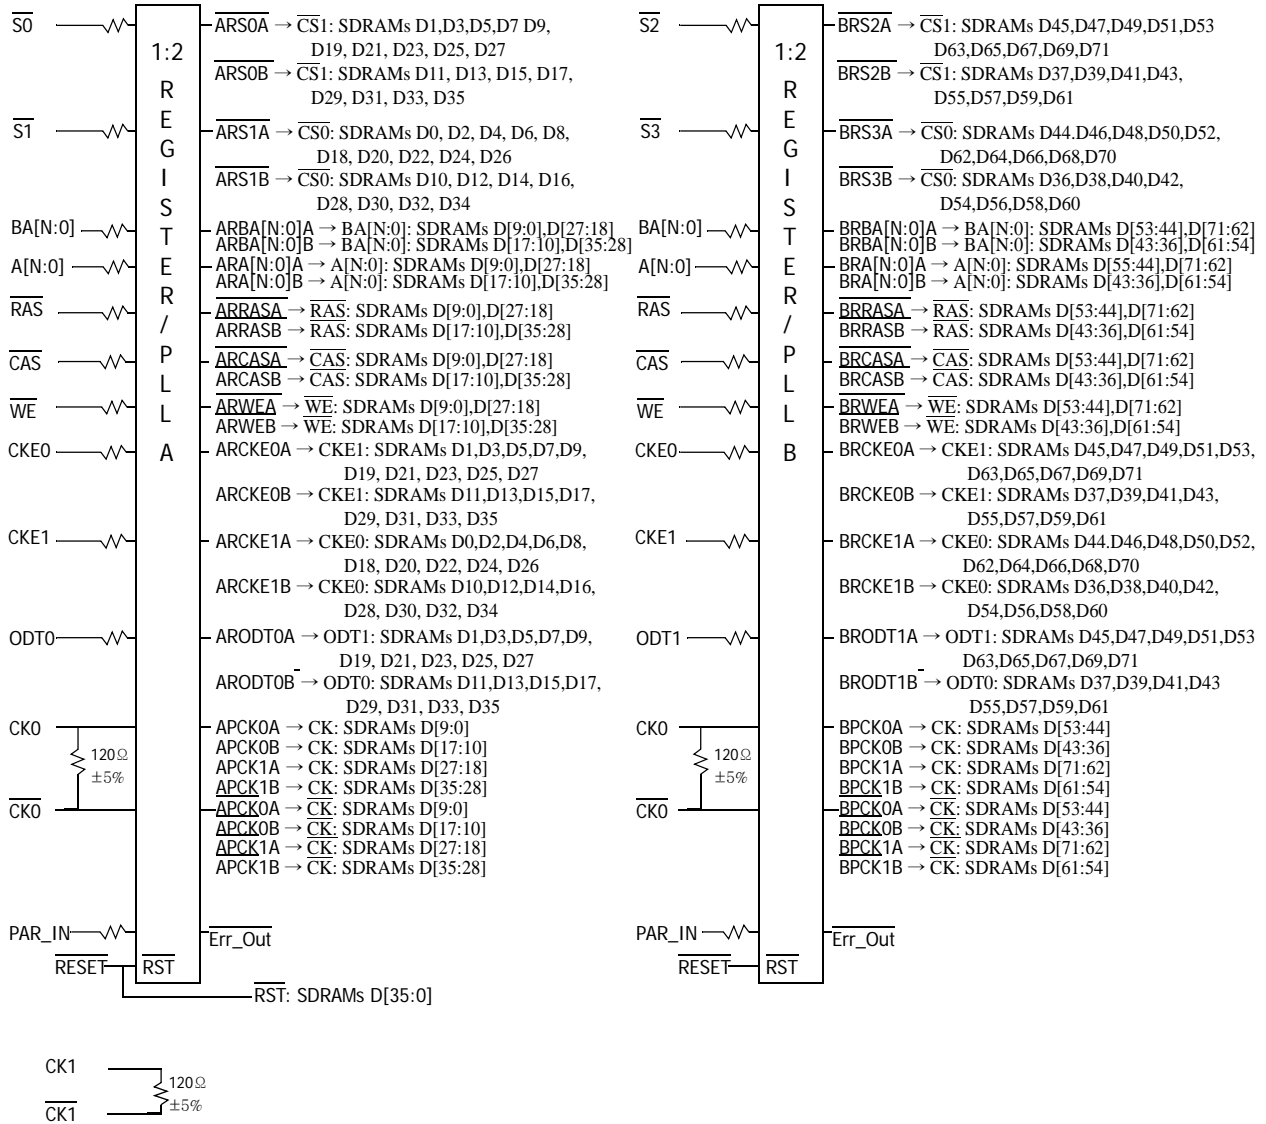 S0
1:2
REGISTER/PLL
A
ARS0A → CS1: SDRAMs D1,D3,D5,D7 D9,
D19, D21, D23, D25, D27
ARS0B → CS1: SDRAMs D11, D13, D15, D17,
D29, D31, D33, D35
S1
ARS1A → CS0: SDRAMs D0, D2, D4, D6, D8,
D18, D20, D22, D24, D26
ARS1B → CS0: SDRAMs D10, D12, D14, D16,
D28, D30, D32, D34
BA[N:0]
ARBA[N:0]A → BA[N:0]: SDRAMs D[9:0],D[27:18]
ARBA[N:0]B → BA[N:0]: SDRAMs D[17:10],D[35:28]
A[N:0]
ARA[N:0]A → A[N:0]: SDRAMs D[9:0],D[27:18]
ARA[N:0]B → A[N:0]: SDRAMs D[17:10],D[35:28]
RAS
ARRASA → RAS: SDRAMs D[9:0],D[27:18]
ARRASB → RAS: SDRAMs D[17:10],D[35:28]
CAS
ARCASA → CAS: SDRAMs D[9:0],D[27:18]
ARCASB → CAS: SDRAMs D[17:10],D[35:28]
WE
ARWEA → WE: SDRAMs D[9:0],D[27:18]
ARWEB → WE: SDRAMs D[17:10],D[35:28]
CKE0
ARCKE0A → CKE1: SDRAMs D1,D3,D5,D7,D9,
D19, D21, D23, D25, D27
ARCKE0B → CKE1: SDRAMs D11,D13,D15,D17,
D29, D31, D33, D35
CKE1
ARCKE1A → CKE0: SDRAMs D0,D2,D4,D6,D8,
D18, D20, D22, D24, D26
ARCKE1B → CKE0: SDRAMs D10,D12,D14,D16,
D28, D30, D32, D34
ODT0
ARODT0A → ODT1: SDRAMs D1,D3,D5,D7,D9,
D19, D21, D23, D25, D27
ARODT0B → ODT0: SDRAMs D11,D13,D15,D17,
D29, D31, D33, D35
CK0
120Ω
±5%
CK0
APCK0A → CK: SDRAMs D[9:0]
APCK0B → CK: SDRAMs D[17:10]
APCK1A → CK: SDRAMs D[27:18]
APCK1B → CK: SDRAMs D[35:28]
APCK0A → CK: SDRAMs D[9:0]
APCK0B → CK: SDRAMs D[17:10]
APCK1A → CK: SDRAMs D[27:18]
APCK1B → CK: SDRAMs D[35:28]
PAR_IN
Err_Out
RESET
RST
RST: SDRAMs D[35:0]
CK1
120Ω
±5%
CK1
S2
1:2
REGISTER/PLL
B
BRS2A → CS1: SDRAMs D45,D47,D49,D51,D53
D63,D65,D67,D69,D71
BRS2B → CS1: SDRAMs D37,D39,D41,D43,
D55,D57,D59,D61
S3
BRS3A → CS0: SDRAMs D44.D46,D48,D50,D52,
D62,D64,D66,D68,D70
BRS3B → CS0: SDRAMs D36,D38,D40,D42,
D54,D56,D58,D60
BA[N:0]
BRBA[N:0]A → BA[N:0]: SDRAMs D[53:44],D[71:62]
BRBA[N:0]B → BA[N:0]: SDRAMs D[43:36],D[61:54]
A[N:0]
BRA[N:0]A → A[N:0]: SDRAMs D[55:44],D[71:62]
BRA[N:0]B → A[N:0]: SDRAMs D[43:36],D[61:54]
RAS
BRRASA → RAS: SDRAMs D[53:44],D[71:62]
BRRASB → RAS: SDRAMs D[43:36],D[61:54]
CAS
BRCASA → CAS: SDRAMs D[53:44],D[71:62]
BRCASB → CAS: SDRAMs D[43:36],D[61:54]
WE
BRWEA → WE: SDRAMs D[53:44],D[71:62]
BRWEB → WE: SDRAMs D[43:36],D[61:54]
CKE0
BRCKE0A → CKE1: SDRAMs D45,D47,D49,D51,D53,
D63,D65,D67,D69,D71
BRCKE0B → CKE1: SDRAMs D37,D39,D41,D43,
D55,D57,D59,D61
CKE1
BRCKE1A → CKE0: SDRAMs D44.D46,D48,D50,D52,
D62,D64,D66,D68,D70
BRCKE1B → CKE0: SDRAMs D36,D38,D40,D42,
D54,D56,D58,D60
ODT1
BRODT1A → ODT1: SDRAMs D45,D47,D49,D51,D53
D63,D65,D67,D69,D71
BRODT1B → ODT0: SDRAMs D37,D39,D41,D43
D55,D57,D59,D61
CK0
120Ω
±5%
CK0
BPCK0A → CK: SDRAMs D[53:44]
BPCK0B → CK: SDRAMs D[43:36]
BPCK1A → CK: SDRAMs D[71:62]
BPCK1B → CK: SDRAMs D[61:54]
BPCK0A → CK: SDRAMs D[53:44]
BPCK0B → CK: SDRAMs D[43:36]
BPCK1A → CK: SDRAMs D[71:62]
BPCK1B → CK: SDRAMs D[61:54]
PAR_IN
Err_Out
RESET
RST